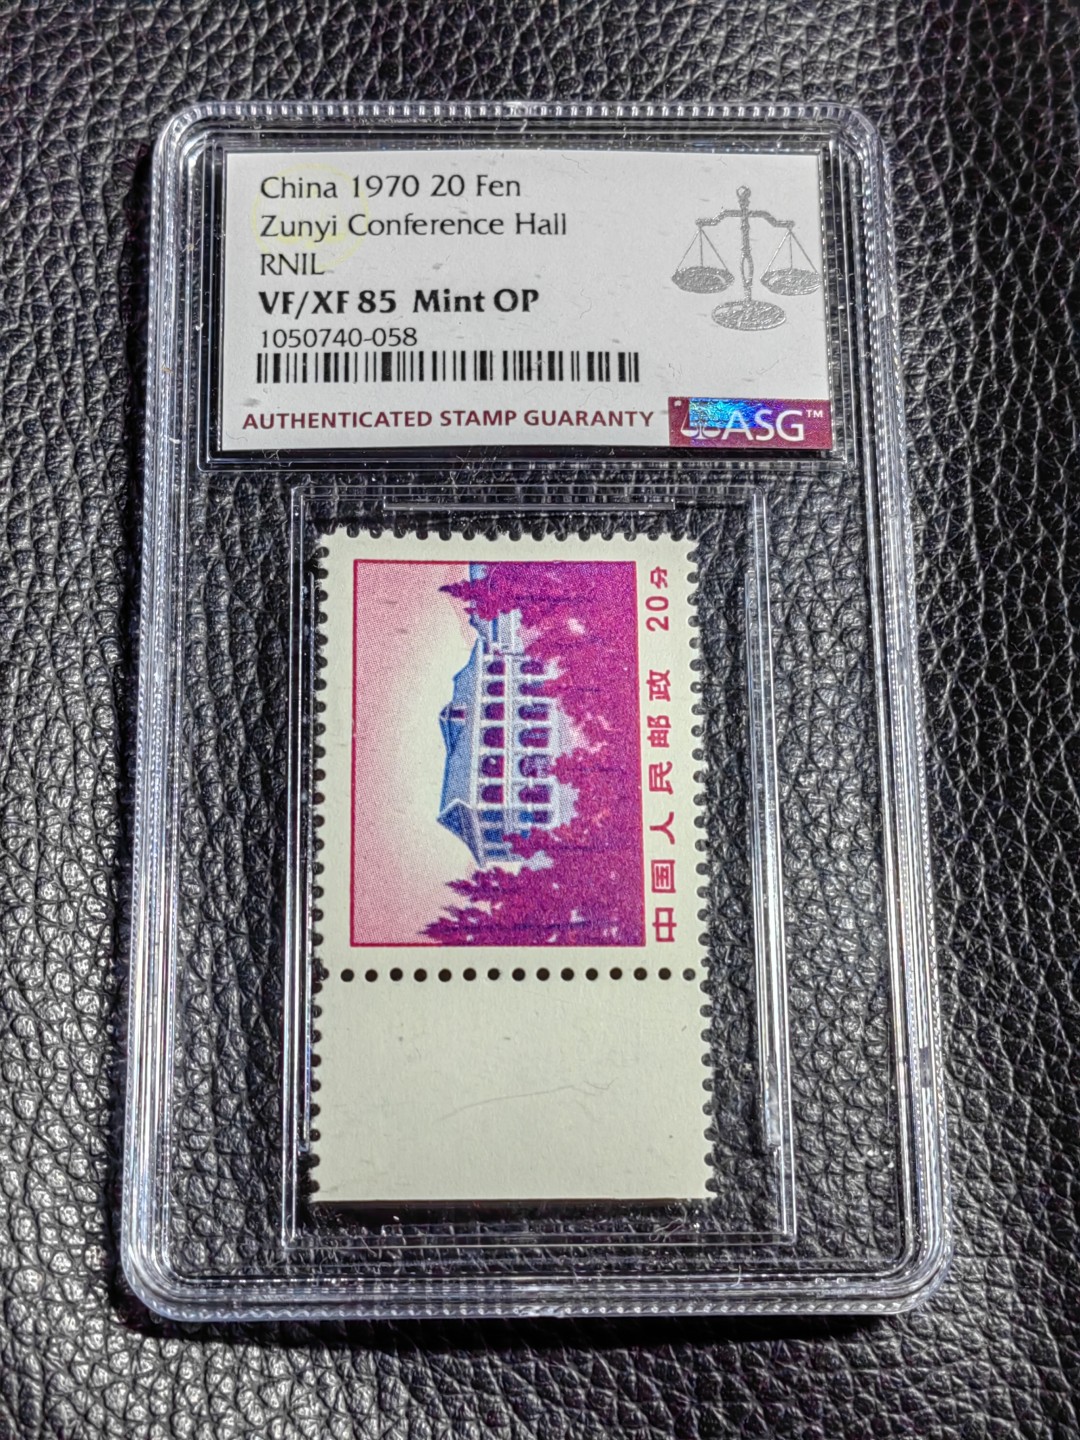 China 1970 20 Fen
Zunyi Conference Hall
RNIL
VF/XF 85 Mint OP
1050740-058
AUTHENTICATED STAMP GUARANTY
ASG™
中国人民邮政 20分